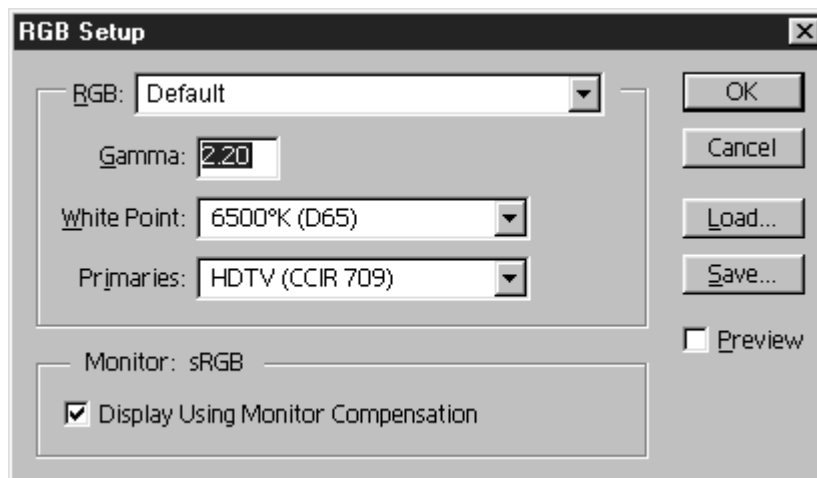 RGB Setup
RGB: Default
OK
Gamma: 2.20
Cancel
White Point: 6500°K (D65)
Load...
Primaries: HDTV (CCIR 709)
Save...
Preview
Monitor: sRGB
Display Using Monitor Compensation